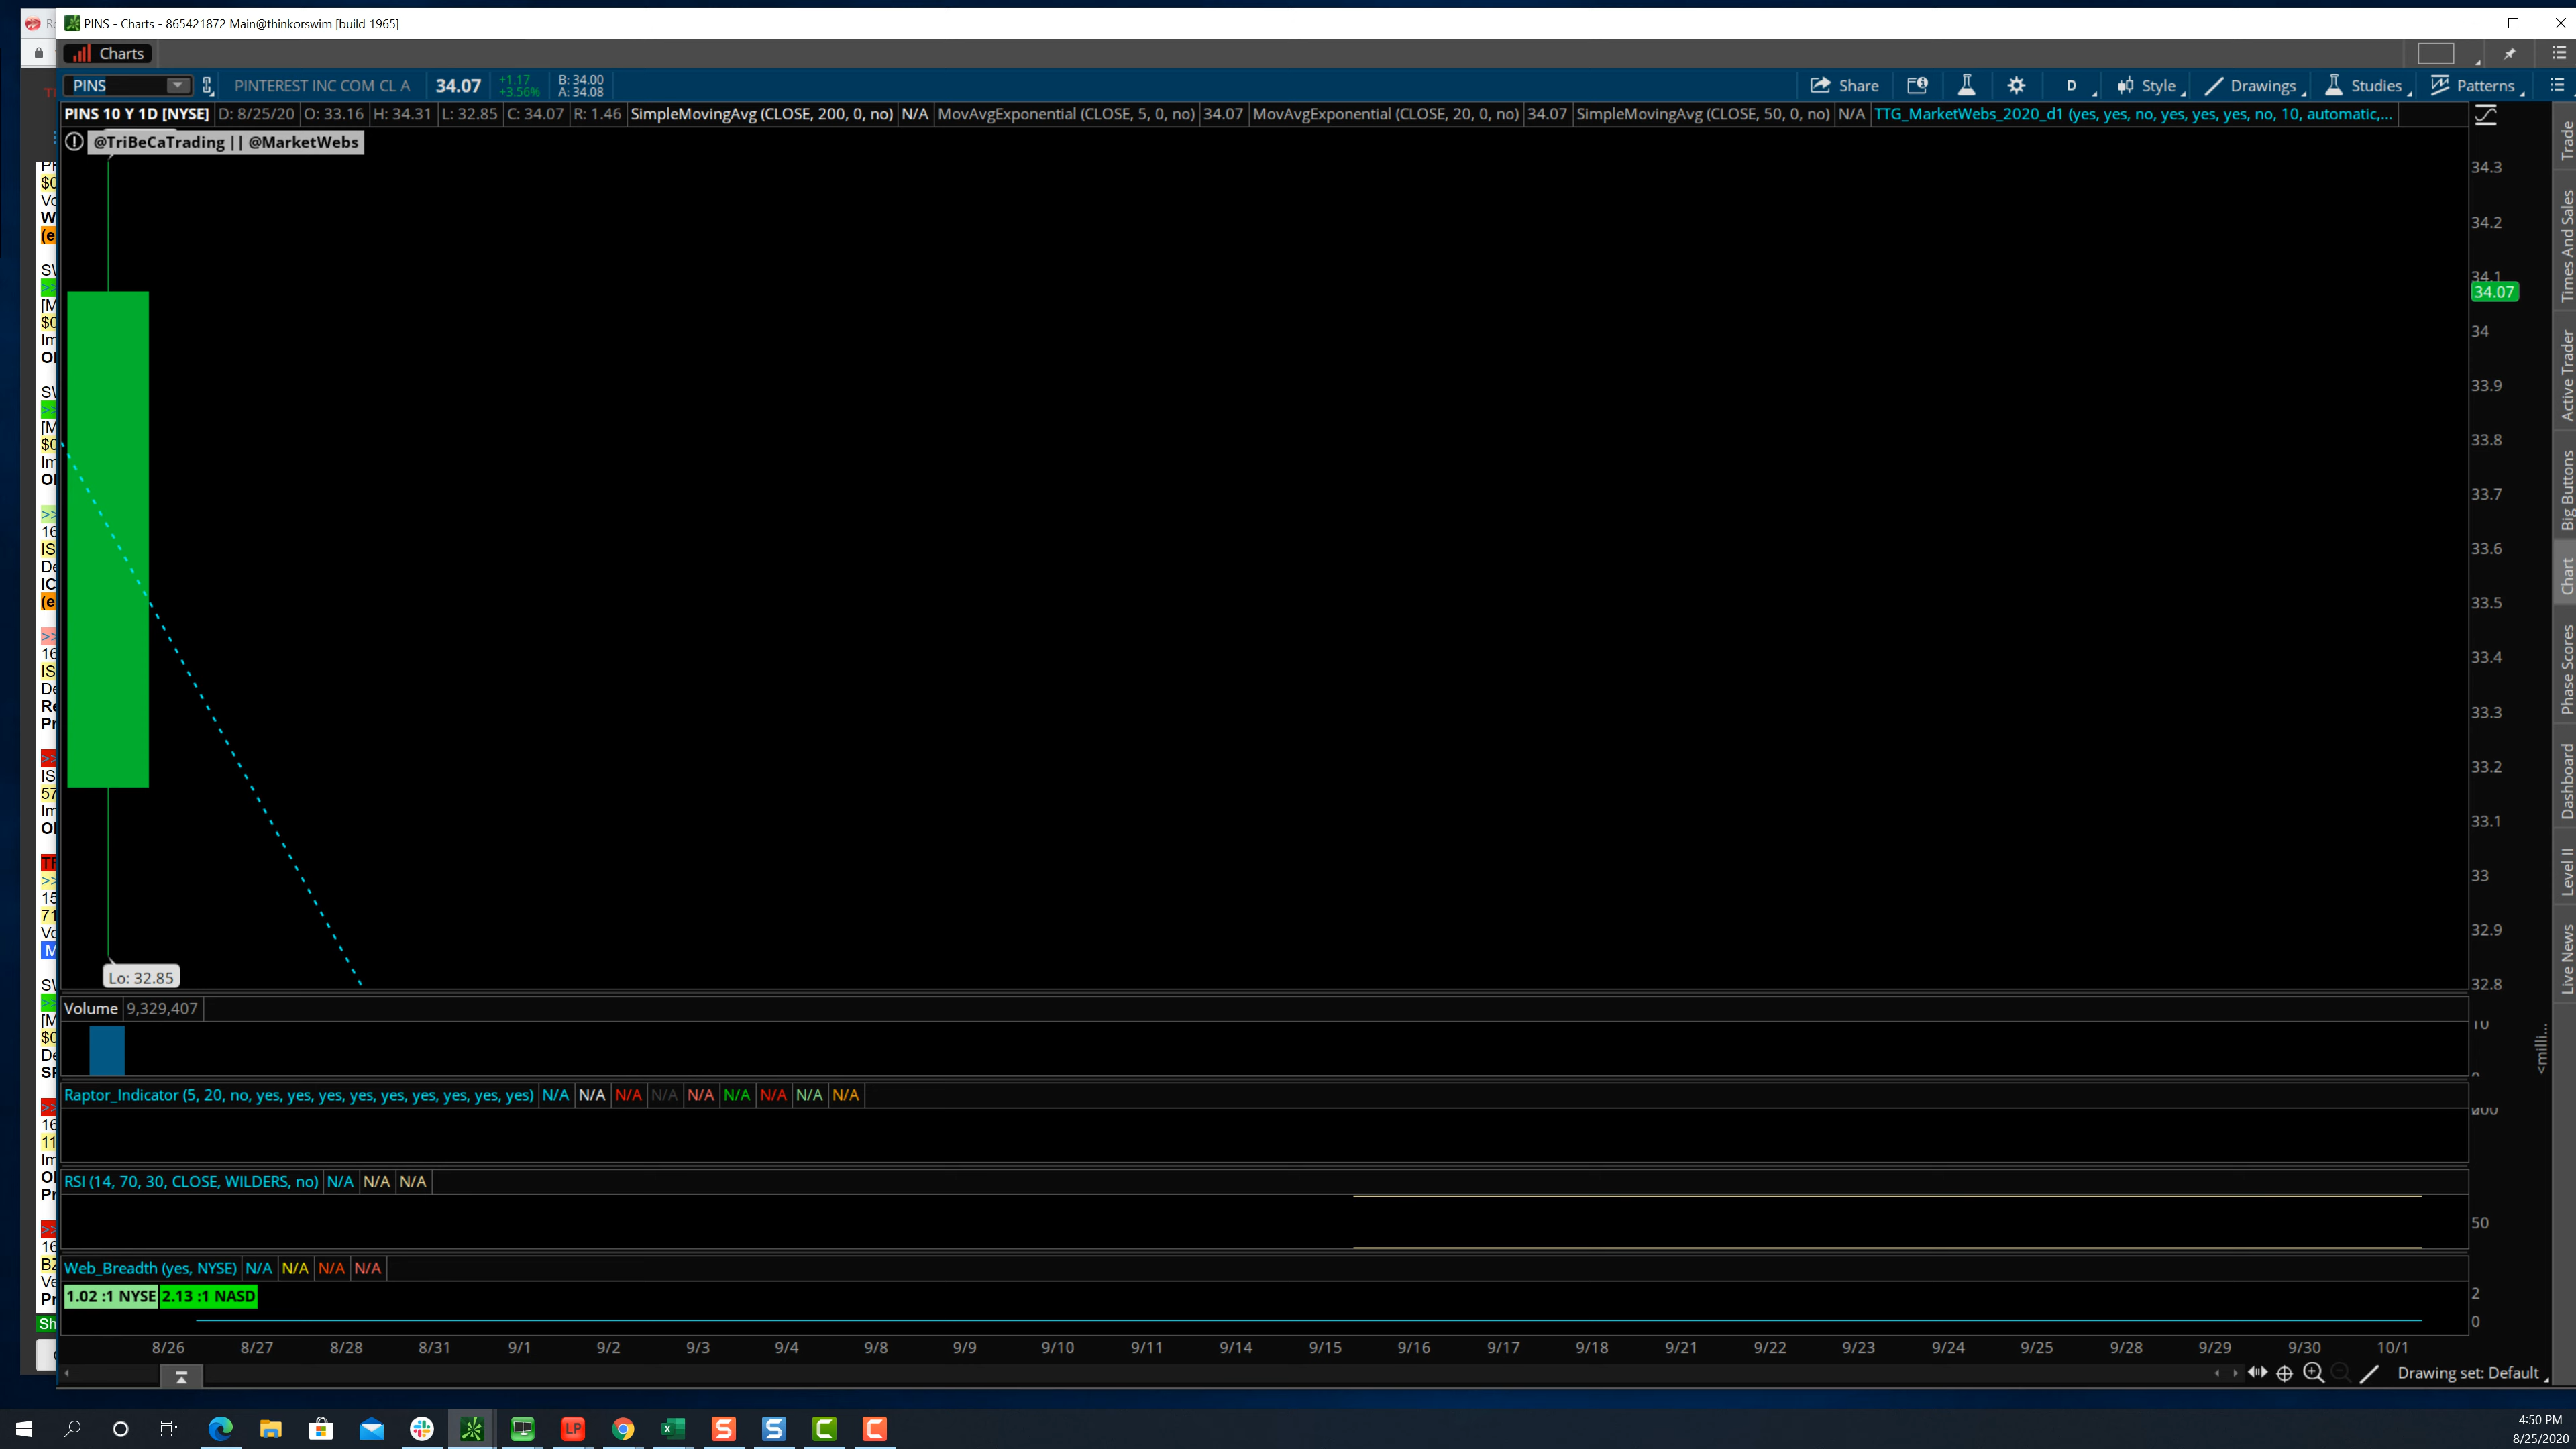 PINS - Charts - 865421872 Main@thinkorswim [build 1965]
Charts
PINS PINTEREST INC COM CL A 34.07 +1.17 +3.56% B: 34.00 A: 34.08 Share D Style Drawings Studies Patterns
PINS 10 Y 1D [NYSE] D: 8/25/20 O: 33.16 H: 34.31 L: 32.85 C: 34.07 R: 1.46 SimpleMovingAvg (CLOSE, 200, 0, no) N/A MovAvgExponential (CLOSE, 5, 0, no) 34.07 MovAvgExponential (CLOSE, 20, 0, no) 34.07 SimpleMovingAvg (CLOSE, 50, 0, no) N/A TTG_MarketWebs_2020_d1 (yes, yes, no, yes, yes, yes, no, 10, automatic,...
@TriBeCaTrading || @MarketWebs
34.3
34.2
34.1
34.07
34
33.9
33.8
33.7
33.6
33.5
33.4
33.3
33.2
33.1
33
32.9
32.8
Lo: 32.85
Volume 9,329,407
10
<milli...
Raptor_Indicator (5, 20, no, yes, yes, yes, yes, yes, yes, yes, yes, yes) N/A N/A N/A N/A N/A N/A N/A N/A N/A
RSI (14, 70, 30, CLOSE, WILDERS, no) N/A N/A N/A
50
Web_Breadth (yes, NYSE) N/A N/A N/A N/A
1.02 :1 NYSE 2.13 :1 NASD
2
0
8/26 8/27 8/28 8/31 9/1 9/2 9/3 9/4 9/8 9/9 9/10 9/11 9/14 9/15 9/16 9/17 9/18 9/21 9/22 9/23 9/24 9/25 9/28 9/29 9/30 10/1
Drawing set: Default
Trade
Times And Sales
Active Trader
Big Buttons
Chart
Phase Scores
Dashboard
Level II
Live News
LP
4:50 PM
8/25/2020